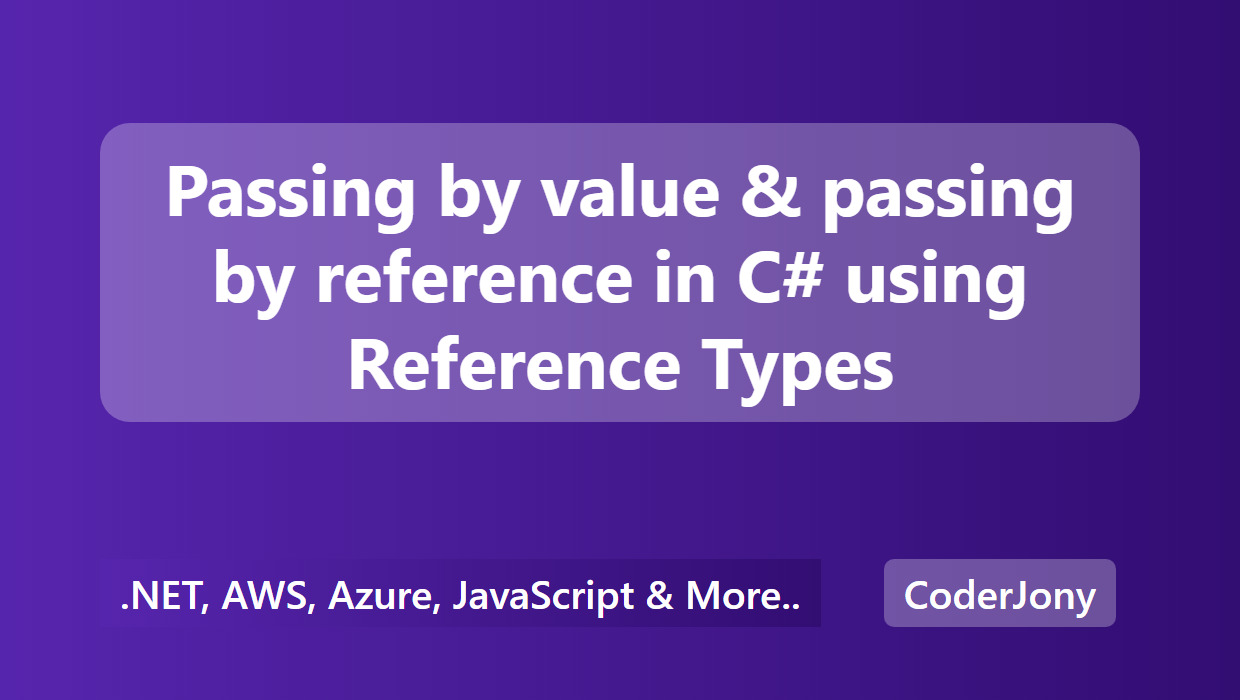 Passing by value & passing
by reference in C# using
Reference Types
.NET, AWS, Azure, JavaScript & More..
CoderJony